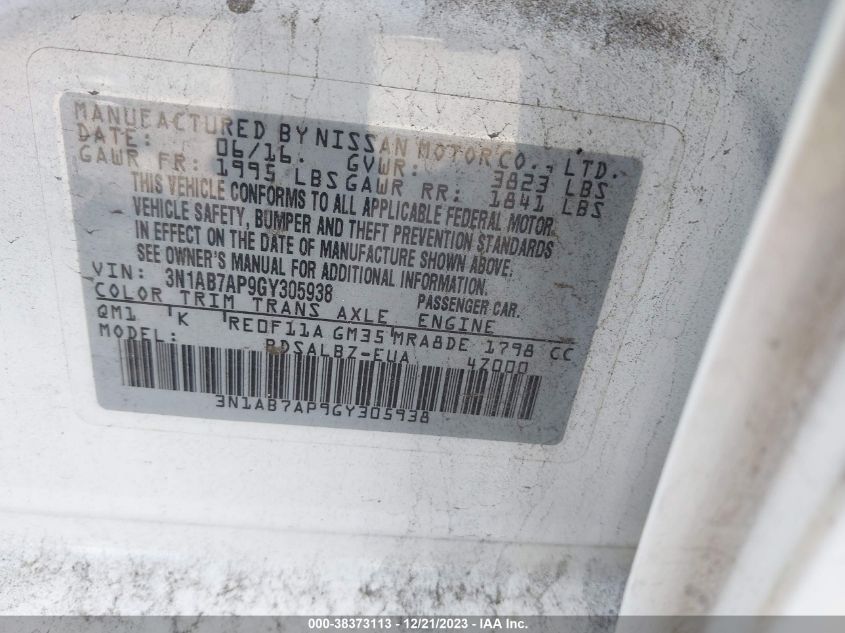 MANUFACTURED BY NISSAN MOTOR CO., LTD.
DATE: 06/16. GVWR: 3823 LBS
GAWR FR: 1995 LBS GAWR RR: 1841 LBS
THIS VEHICLE CONFORMS TO ALL APPLICABLE FEDERAL MOTOR
VEHICLE SAFETY, BUMPER AND THEFT PREVENTION STANDARDS
IN EFFECT ON THE DATE OF MANUFACTURE SHOWN ABOVE.
SEE OWNER'S MANUAL FOR ADDITIONAL INFORMATION.
VIN: 3N1AB7AP9GY305938 PASSENGER CAR.
COLOR TRIM TRANS AXLE ENGINE
QM1 K RE0F11A GM35 MRA8DE 1798 CC
MODEL: BDSALBZ-EUA 47000
3N1AB7AP9GY305938
000-38373113 - 12/21/2023 - IAA Inc.